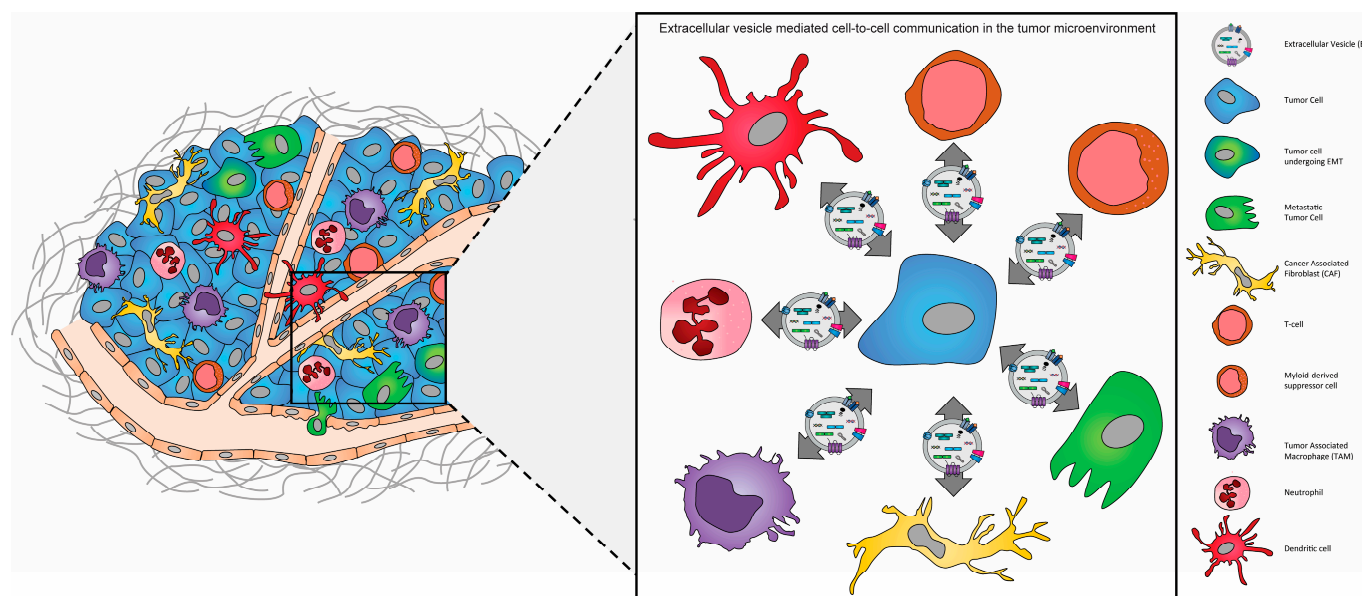 Extracellular vesicle mediated cell-to-cell communication in the tumor microenvironment
Extracellular Vesicle (E
Tumor Cell
Tumor cell
undergoing EMT
Metastatic
Tumor Cell
Cancer Associated
Fibroblast (CAF)
T-cell
Myloid derived
suppressor cell
Tumor Associated
Macrophage (TAM)
Neutrophil
Dendritic cell